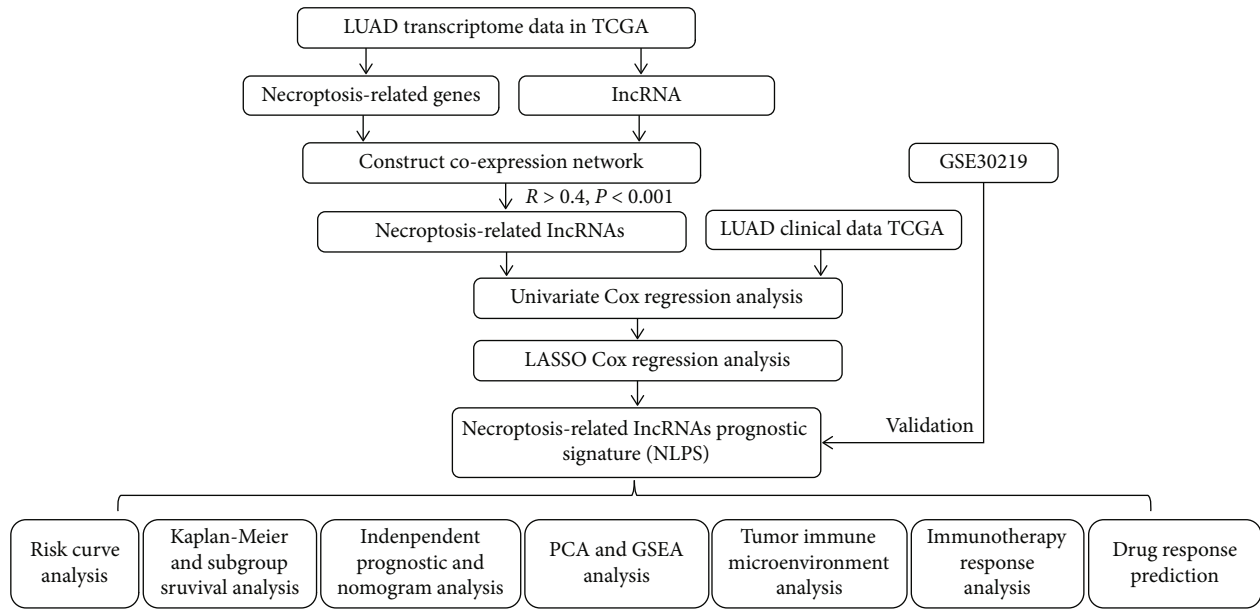 LUAD transcriptome data in TCGA
Necroptosis-related genes
IncRNA
Construct co-expression network
GSE30219
R > 0.4, P < 0.001
Necroptosis-related IncRNAs
LUAD clinical data TCGA
Univariate Cox regression analysis
LASSO Cox regression analysis
Necroptosis-related IncRNAs prognostic
signature (NLPS)
Validation
Risk curve
analysis
Kaplan-Meier
and subgroup
sruvival analysis
Indenpendent
prognostic and
nomogram analysis
PCA and GSEA
analysis
Tumor immune
microenvironment
analysis
Immunotherapy
response
analysis
Drug response
prediction